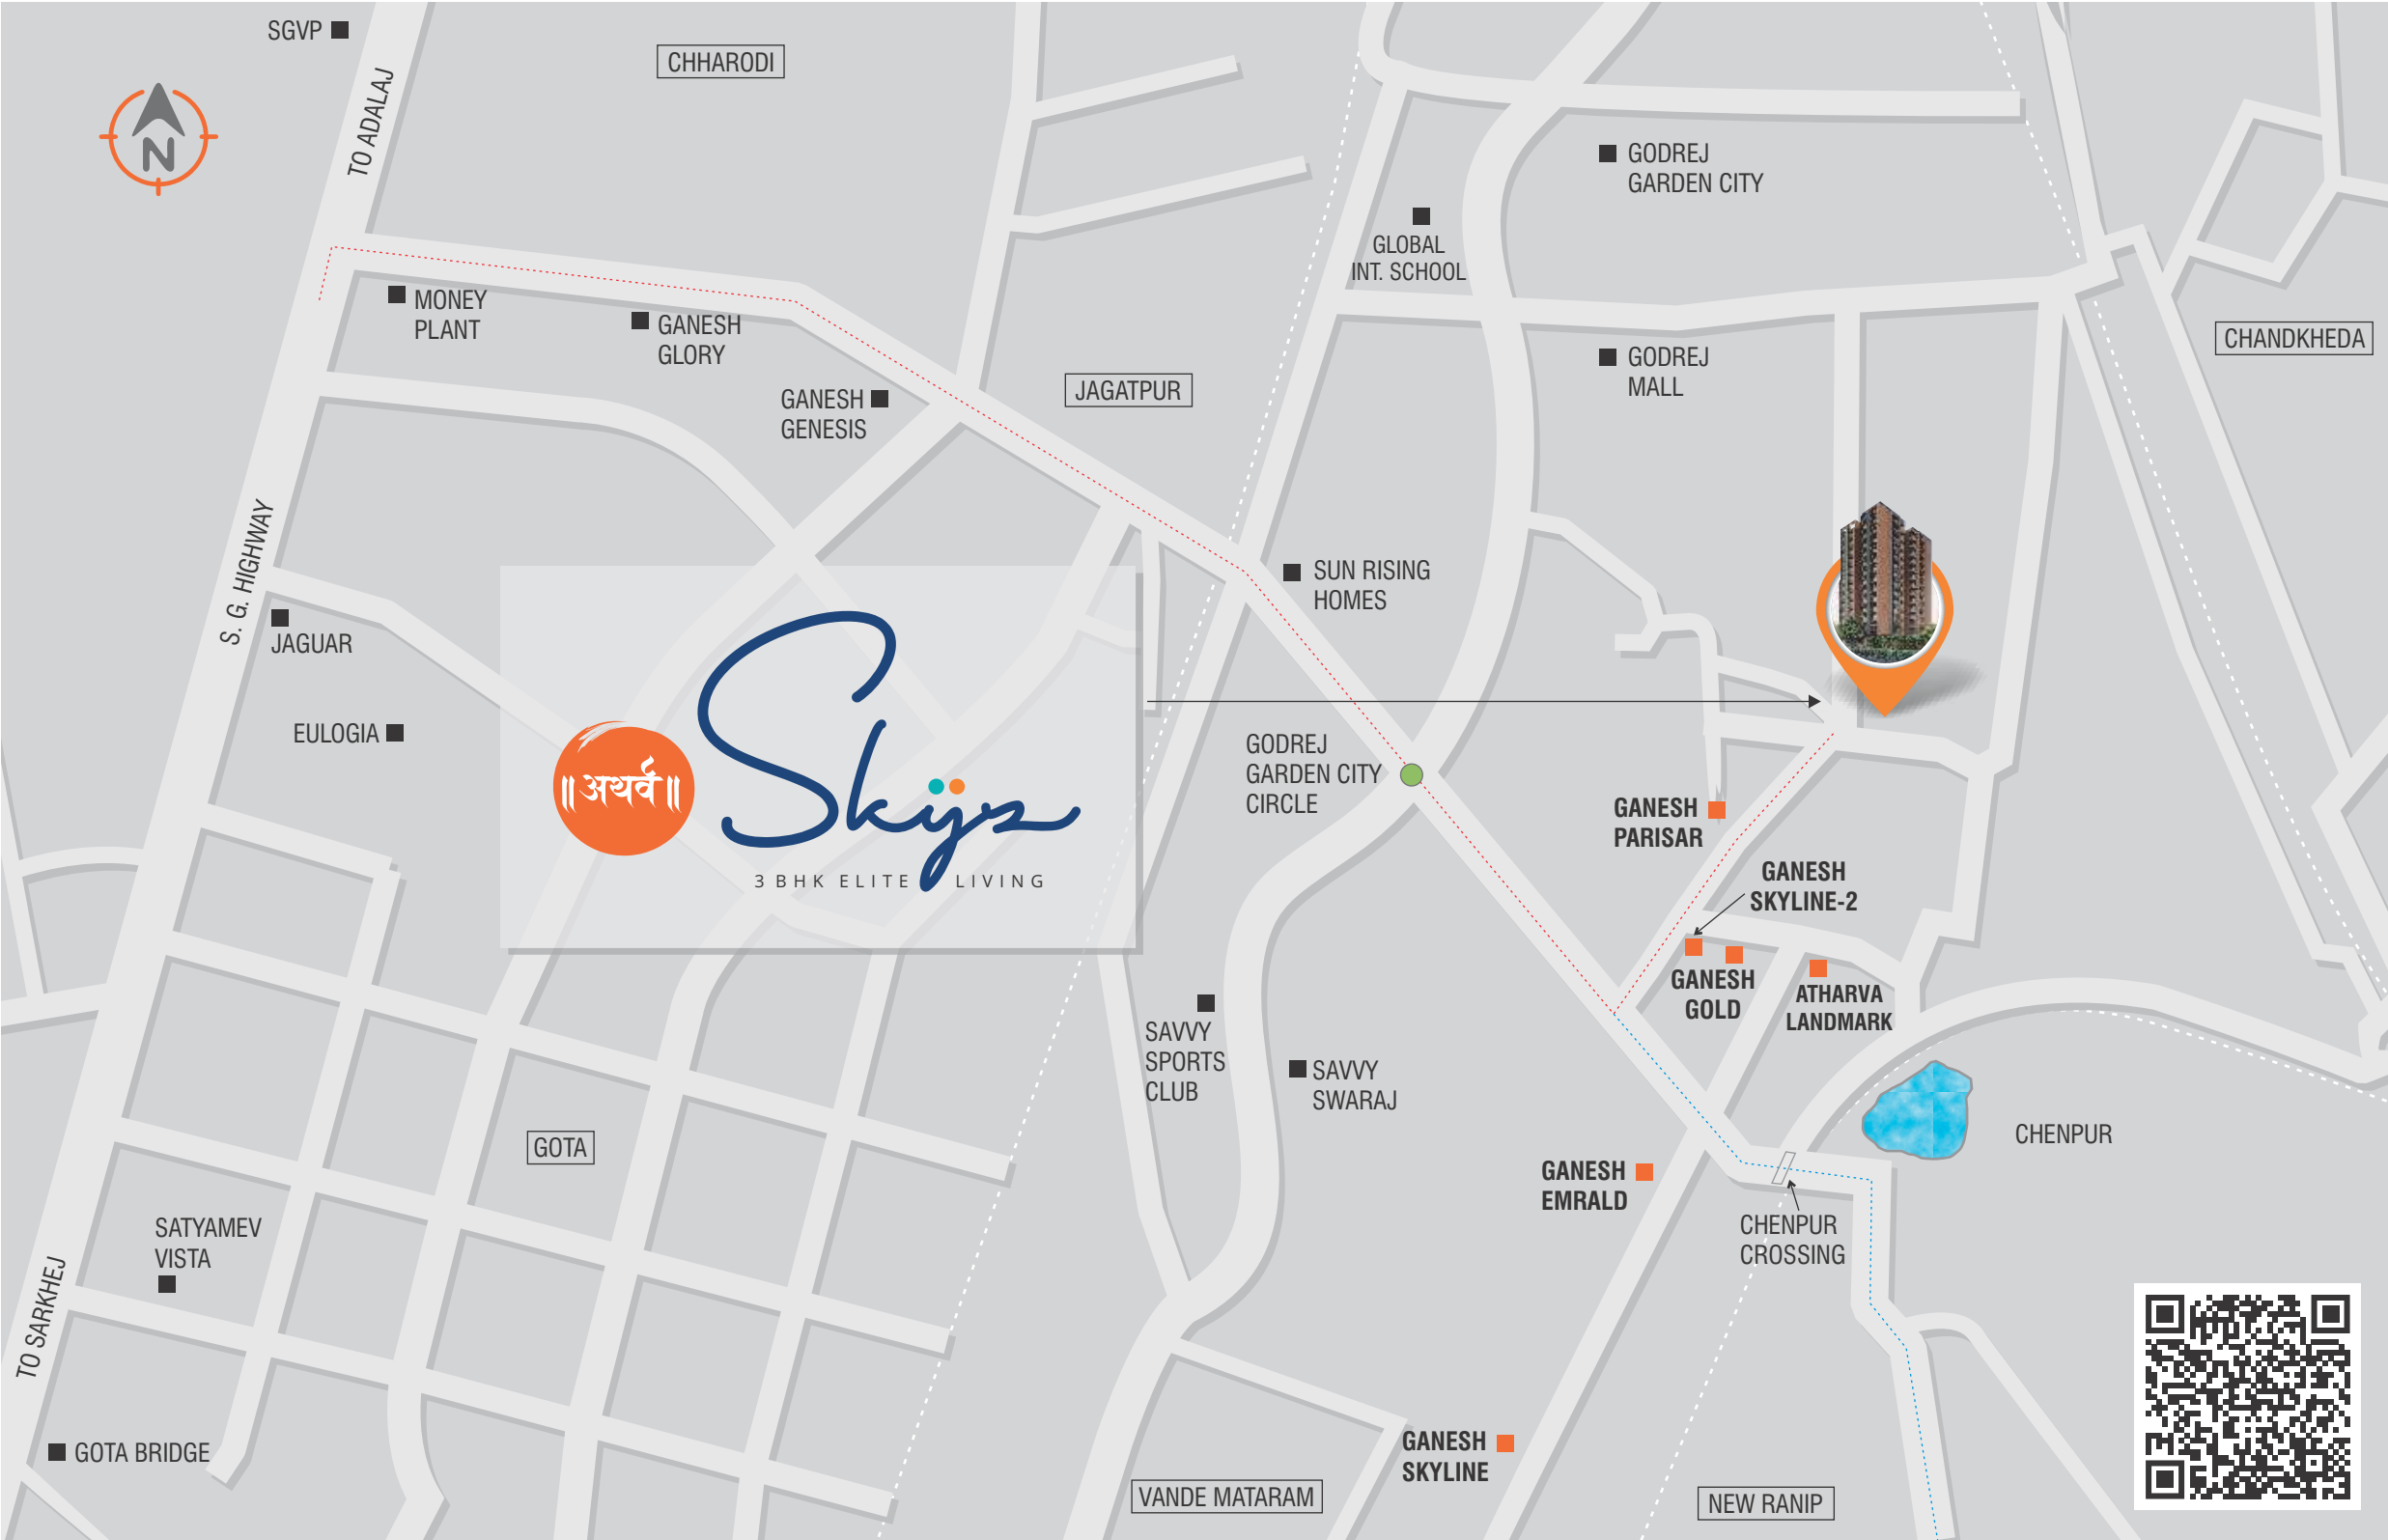 SGVP
CHHARODI
TO ADALAJ
N
GODREJ
GARDEN CITY
GLOBAL
INT. SCHOOL
MONEY
PLANT
GANESH
GLORY
CHANDKHEDA
GODREJ
MALL
JAGATPUR
GANESH
GENESIS
S. G. HIGHWAY
SUN RISING
HOMES
JAGUAR
EULOGIA
॥ अथर्व ॥
Skyz
3 BHK ELITE LIVING
GODREJ
GARDEN CITY
CIRCLE
GANESH
PARISAR
GANESH
SKYLINE-2
GANESH
GOLD
ATHARVA
LANDMARK
SAVVY
SPORTS
CLUB
SAVVY
SWARAJ
CHENPUR
GOTA
GANESH
EMRALD
CHENPUR
CROSSING
SATYAMEV
VISTA
TO SARKHEJ
GOTA BRIDGE
GANESH
SKYLINE
VANDE MATARAM
NEW RANIP